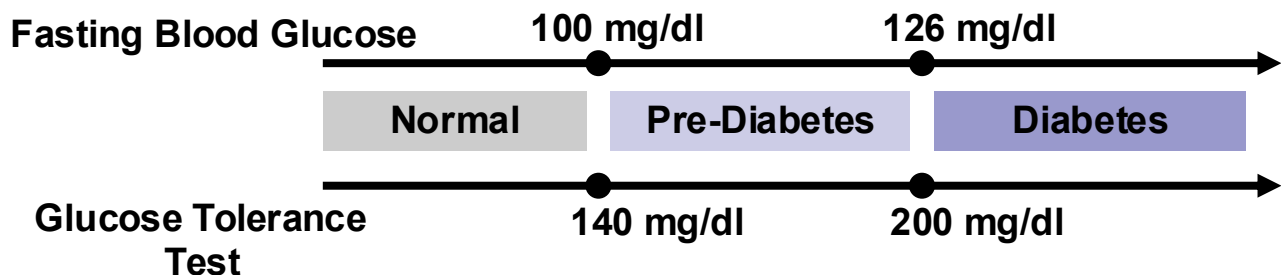 Fasting Blood Glucose
100 mg/dl
126 mg/dl
Normal
Pre-Diabetes
Diabetes
Glucose Tolerance
Test
140 mg/dl
200 mg/dl